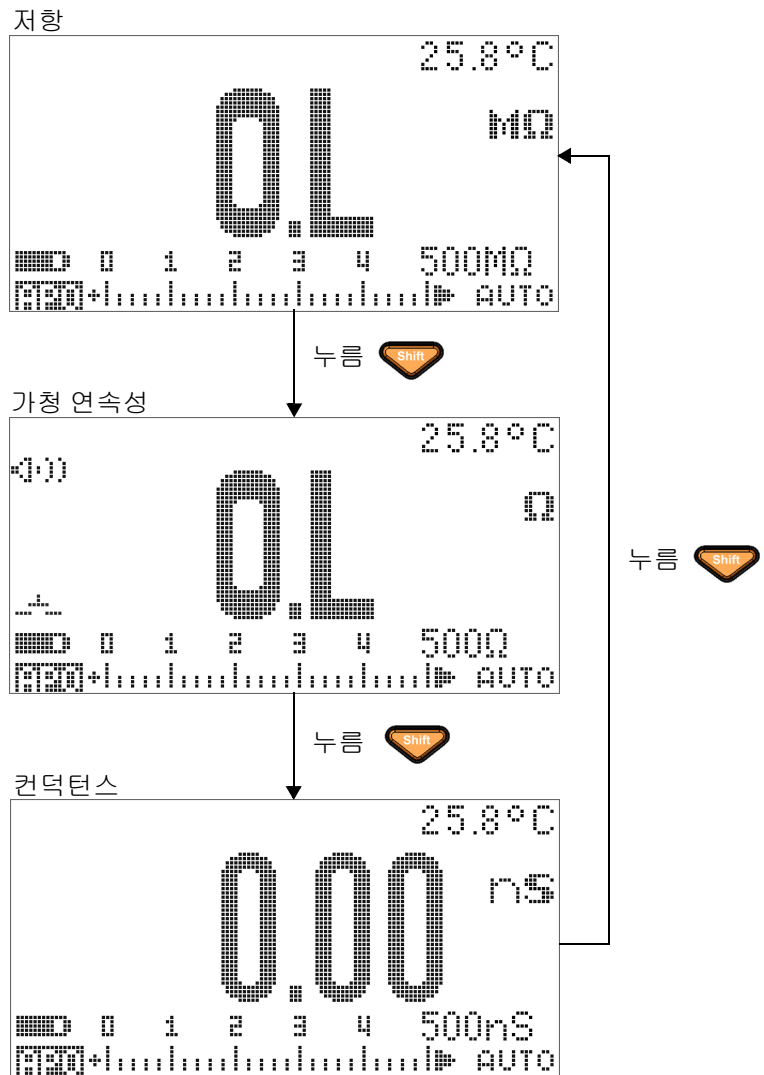 저항
25.8°C
0.L
MΩ
0 1 2 3 4 500MΩ
AUTO
누름 Shift
가청 연속성
25.8°C
0.L
Ω
0 1 2 3 4 500Ω
AUTO
누름 Shift
누름 Shift
컨덕턴스
25.8°C
0.00
nS
0 1 2 3 4 500nS
AUTO